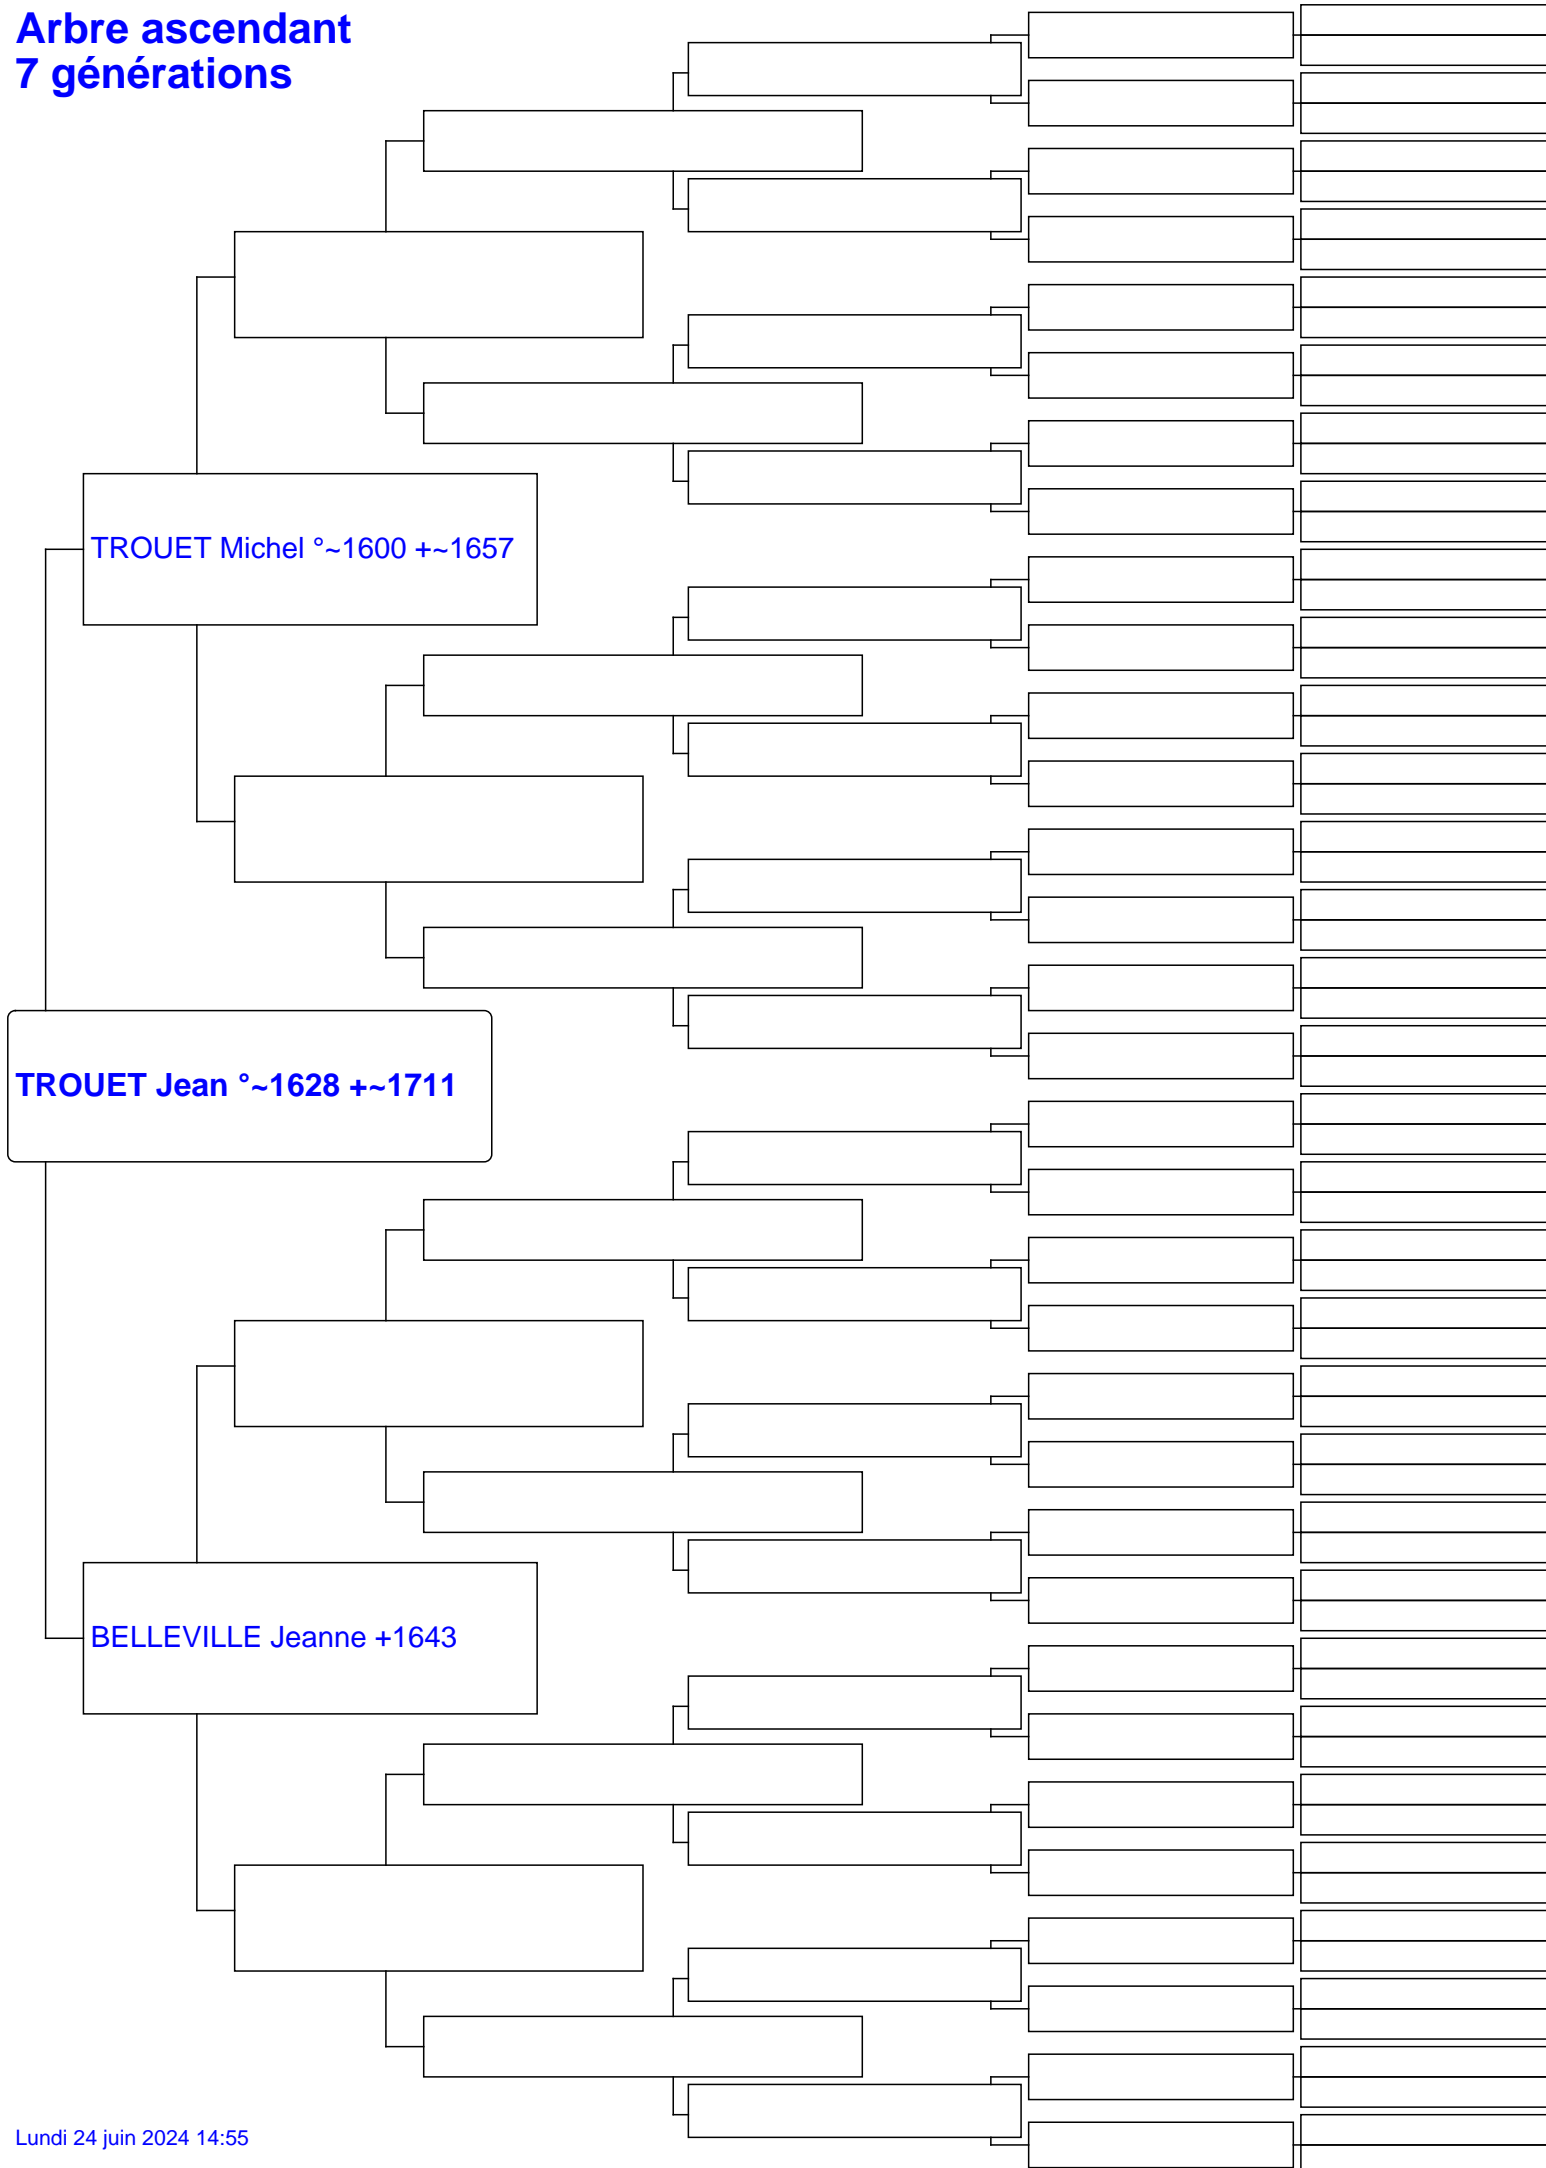 Arbre ascendant
7 générations
TROUET Michel °~1600 +~1657
TROUET Jean °~1628 +~1711
BELLEVILLE Jeanne +1643
Lundi 24 juin 2024 14:55